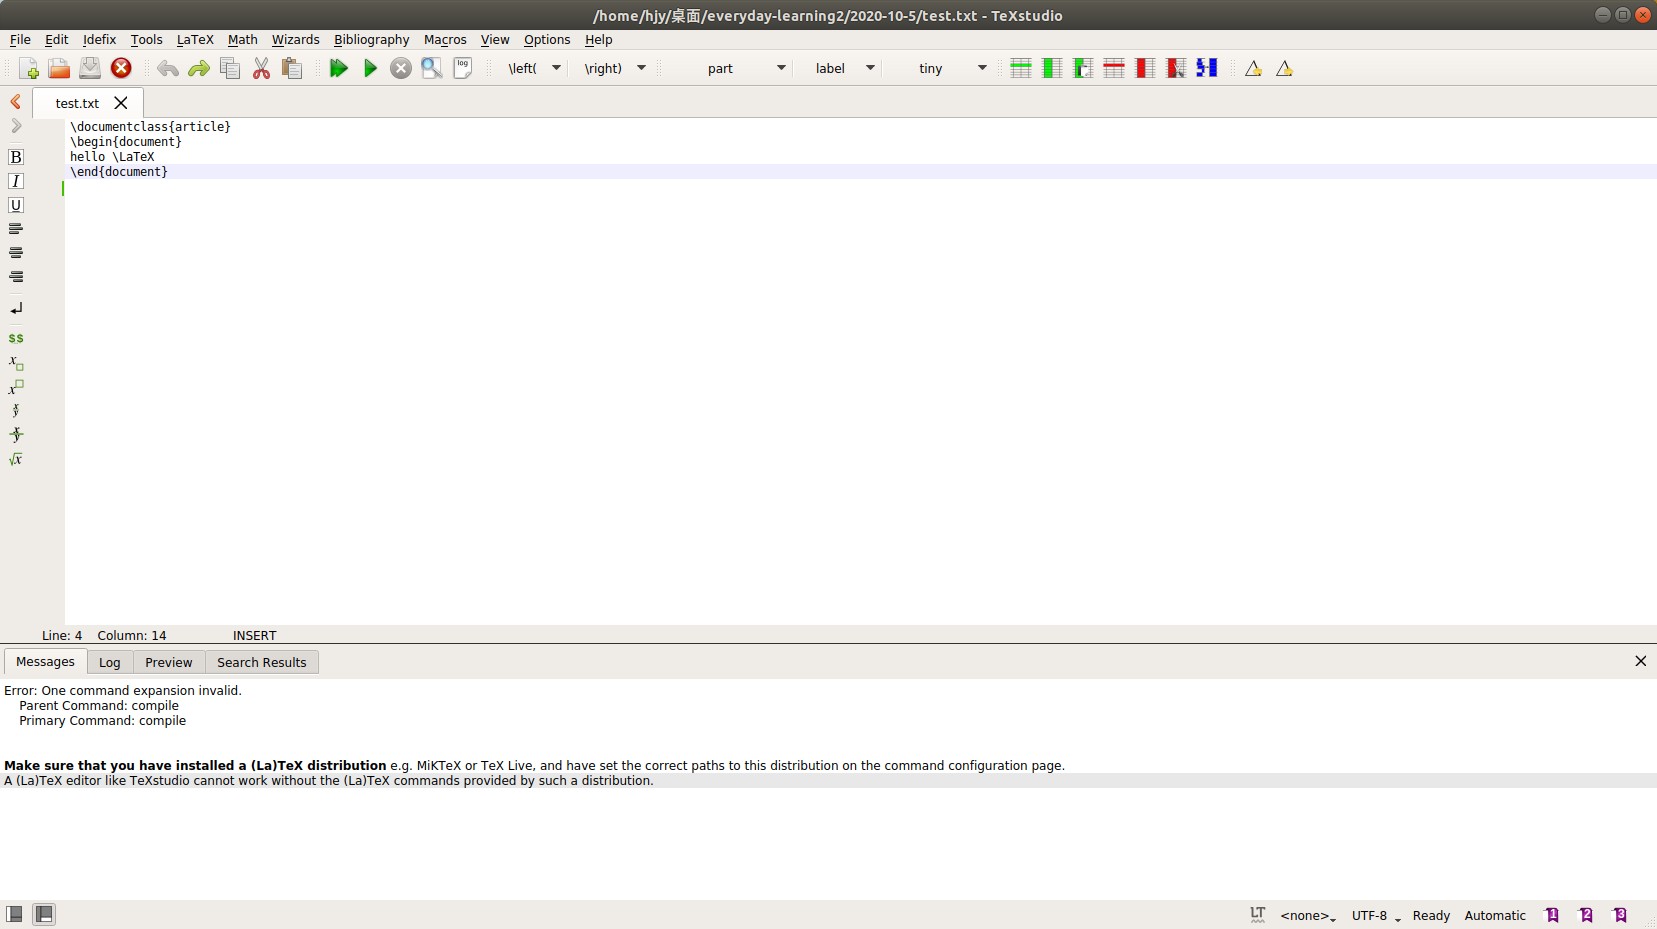 /home/hjy/桌面/everyday-learning2/2020-10-5/test.txt - TeXstudio
File Edit Idefix Tools LaTeX Math Wizards Bibliography Macros View Options Help
log \left( \right) part label tiny
test.txt
\documentclass{article}
\begin{document}
hello \LaTeX
\end{document}
B
I
U
$$
x
x
x
y
x
y
√x
Line: 4 Column: 14 INSERT
Messages Log Preview Search Results
Error: One command expansion invalid.
Parent Command: compile
Primary Command: compile
Make sure that you have installed a (La)TeX distribution e.g. MiKTeX or TeX Live, and have set the correct paths to this distribution on the command configuration page.
A (La)TeX editor like TeXstudio cannot work without the (La)TeX commands provided by such a distribution.
LT <none> UTF-8 Ready Automatic 1 2 3